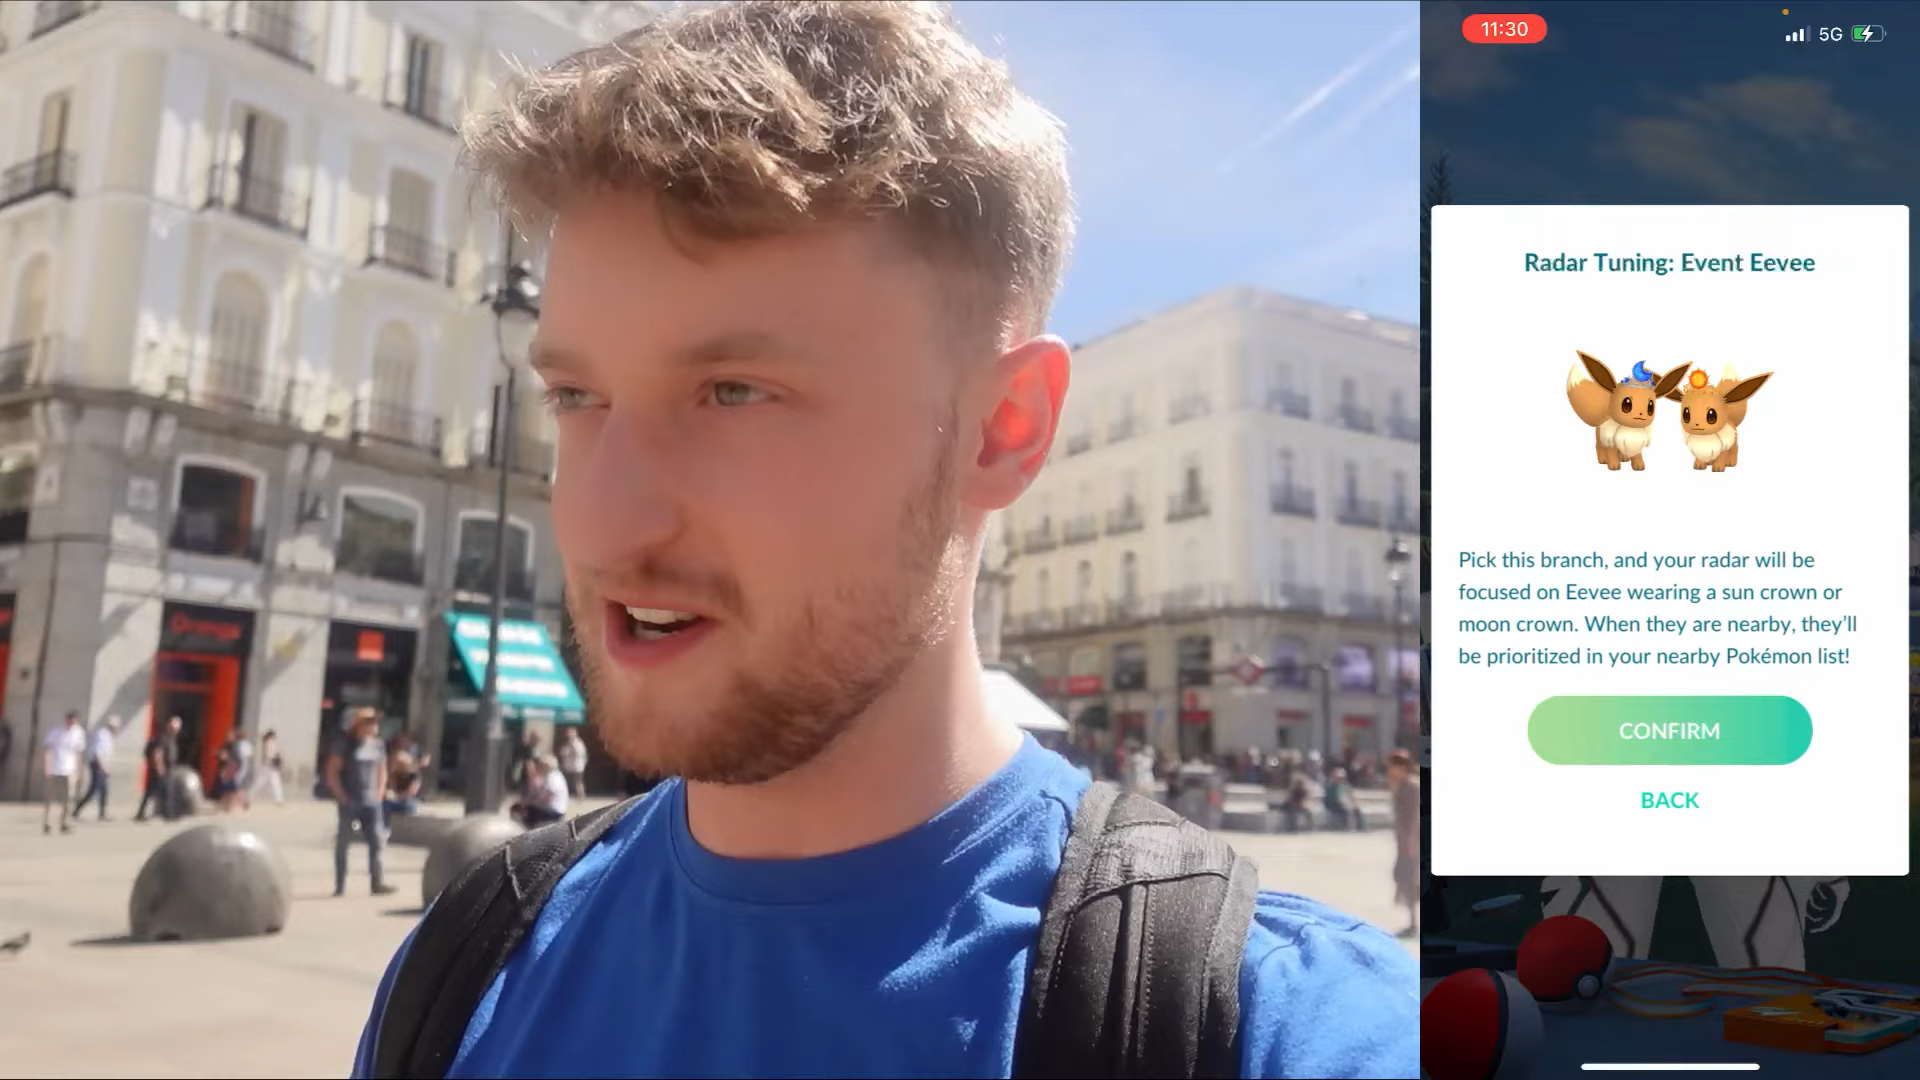 11:30
5G
Radar Tuning: Event Eevee
Pick this branch, and your radar will be
focused on Eevee wearing a sun crown or
moon crown. When they are nearby, they'll
be prioritized in your nearby Pokémon list!
CONFIRM
BACK